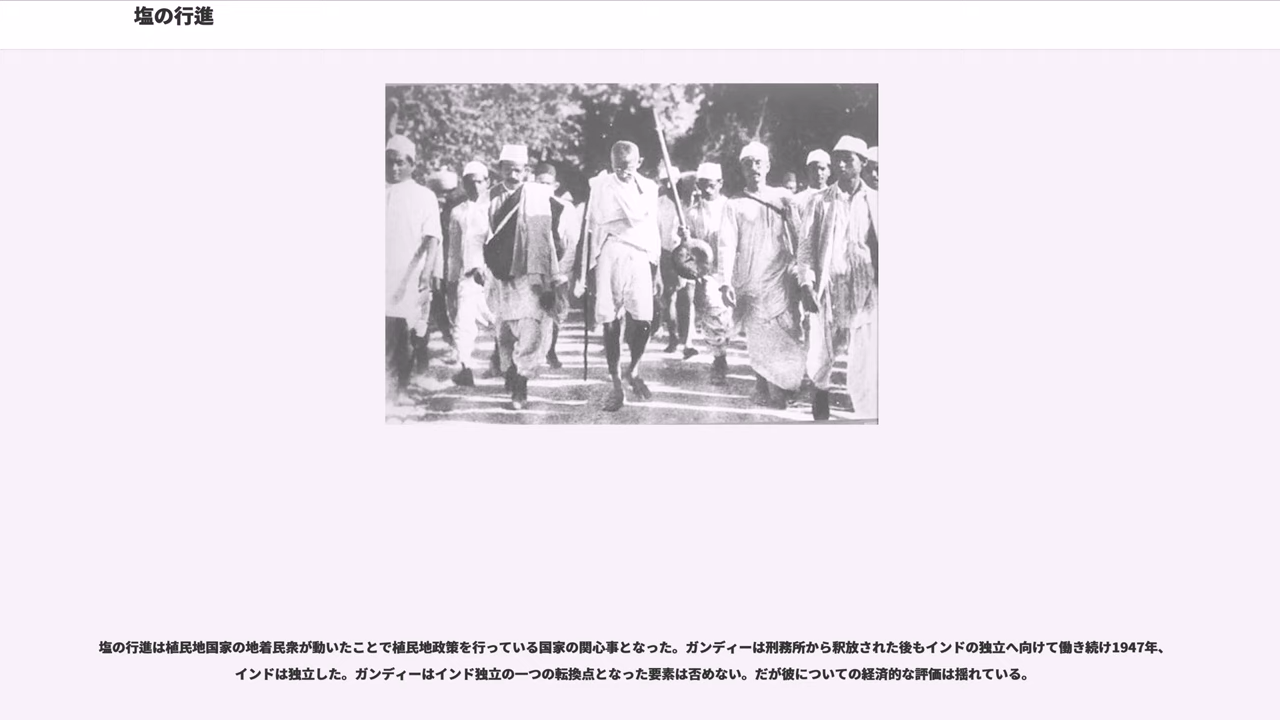 塩の行進
塩の行進は植民地国家の地着民衆が動いたことで植民地政策を行っている国家の関心事となった。ガンディーは刑務所から釈放された後もインドの独立へ向けて働き続け1947年、
インドは独立した。ガンディーはインド独立の一つの転換点となった要素は否めない。だが彼についての経済的な評価は揺れている。